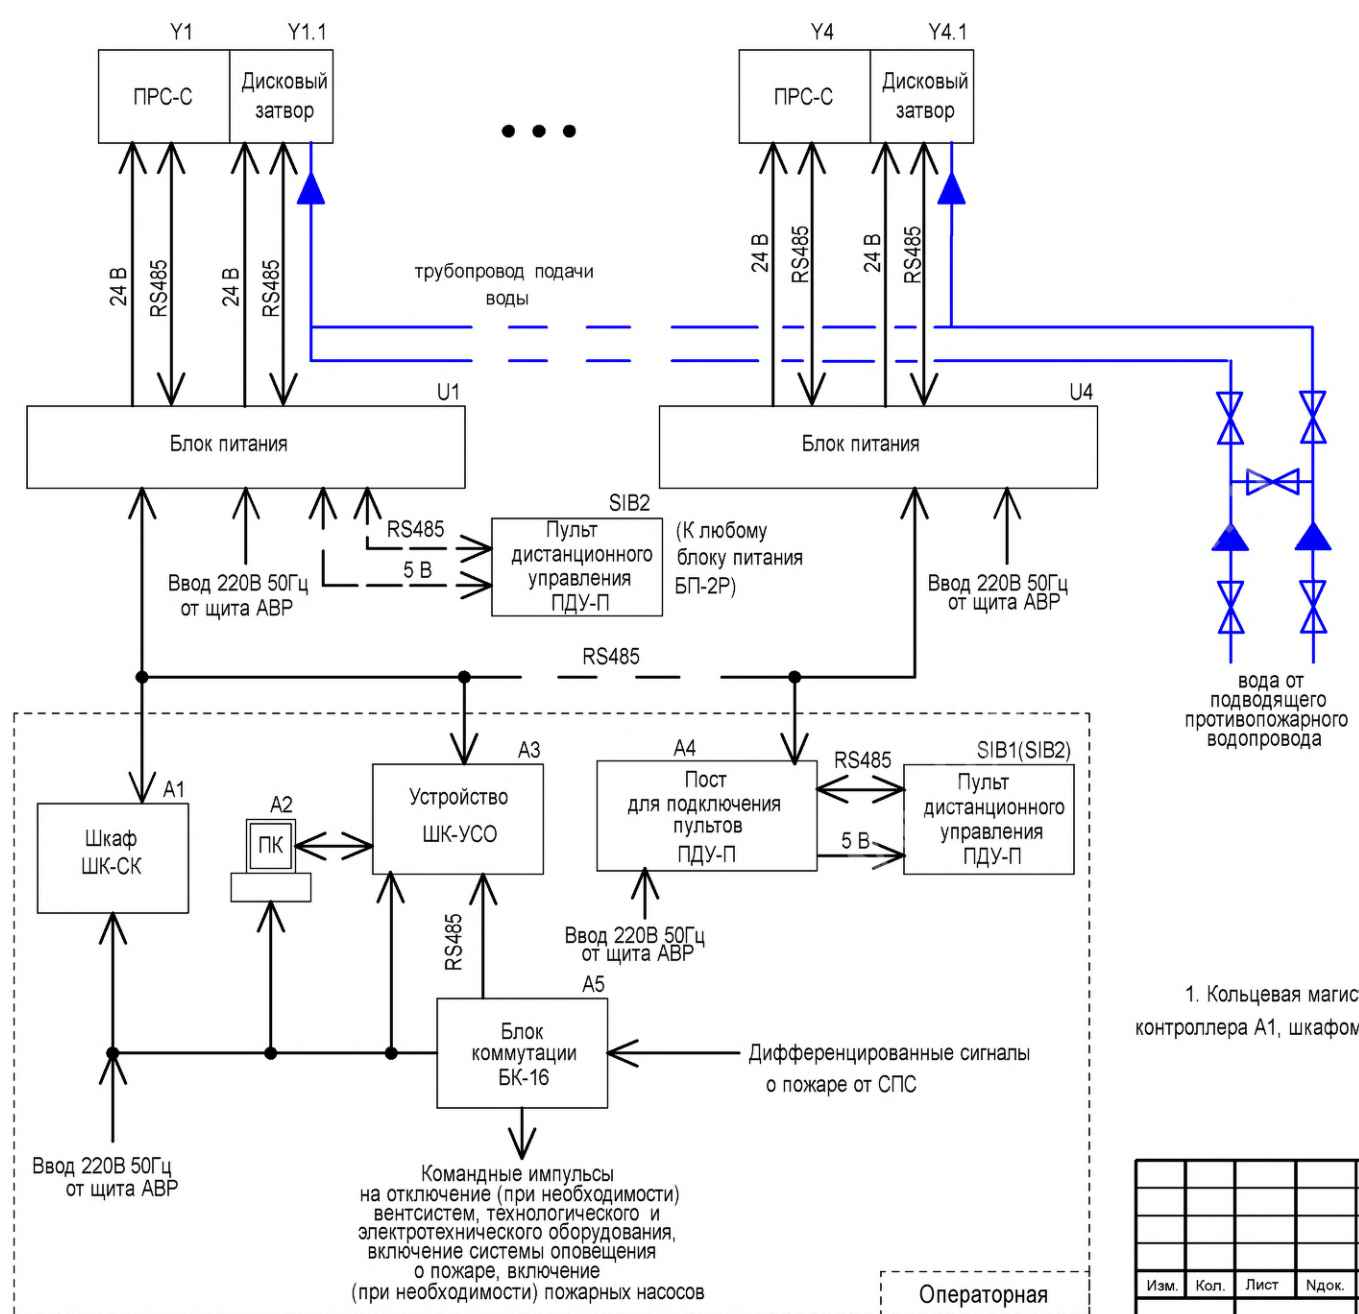 Y1
Y1.1
Y4
Y4.1
ПРС-С
Дисковый
затвор
ПРС-С
Дисковый
затвор
24 В
RS485
24 В
RS485
24 В
RS485
24 В
RS485
трубопровод подачи
воды
U1
U4
Блок питания
Блок питания
SIB2
RS485
5 В
Пульт
дистанционного
управления
ПДУ-П
(К любому
блоку питания
БП-2Р)
Ввод 220В 50Гц
от щита АВР
Ввод 220В 50Гц
от щита АВР
RS485
вода от
подводящего
противопожарного
водопровода
A1
Шкаф
ШК-СК
A2
ПК
A3
Устройство
ШК-УСО
A4
Пост
для подключения
пультов
ПДУ-П
RS485
5 В
SIB1(SIB2)
Пульт
дистанционного
управления
ПДУ-П
Ввод 220В 50Гц
от щита АВР
RS485
A5
Блок
коммутации
БК-16
Дифференцированные сигналы
о пожаре от СПС
Ввод 220В 50Гц
от щита АВР
Командные импульсы
на отключение (при необходимости)
вентсистем, технологического и
электротехнического оборудования,
включение системы оповещения
о пожаре, включение
(при необходимости) пожарных насосов
Операторная
1. Кольцевая магис
контроллера А1, шкафом
Изм.
Кол.
Лист
Nдок.